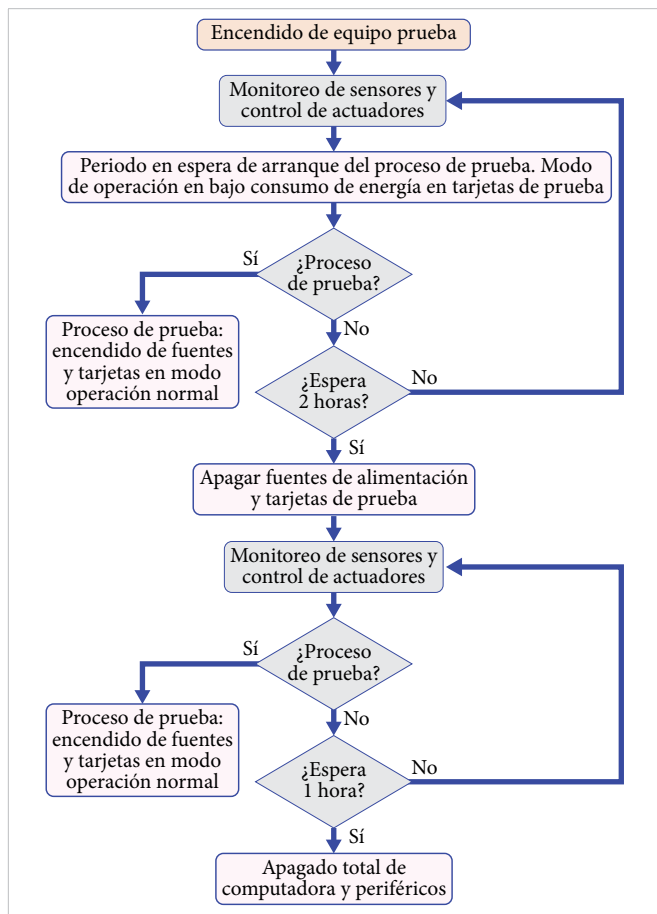 Encendido de equipo prueba
Monitoreo de sensores y
control de actuadores
Periodo en espera de arranque del proceso de prueba. Modo
de operación en bajo consumo de energía en tarjetas de prueba
Sí
¿Proceso
de prueba?
Proceso de prueba:
encendido de fuentes
y tarjetas en modo
operación normal
No
¿Espera
2 horas?
No
Sí
Apagar fuentes de alimentación
y tarjetas de prueba
Monitoreo de sensores y
control de actuadores
Sí
¿Proceso
de prueba?
Proceso de prueba:
encendido de fuentes
y tarjetas en modo
operación normal
No
¿Espera
1 hora?
No
Sí
Apagado total de
computadora y periféricos